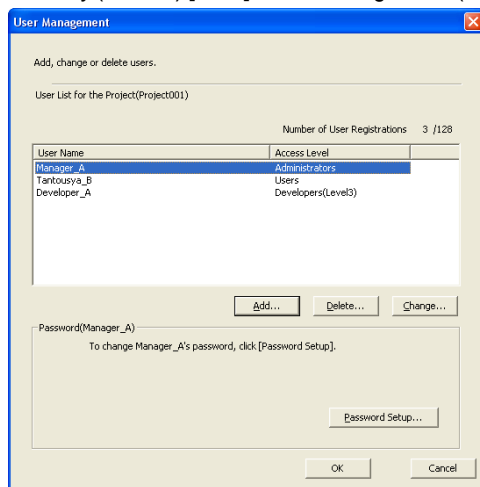 User Management
Add, change or delete users.
User List for the Project(Project001)
Number of User Registrations 3 /128
User Name Access Level
Manager_A Administrators
Tantousya_B Users
Developer_A Developers(Level3)
Add... Delete... Change...
Password(Manager_A)
To change Manager_A's password, click [Password Setup].
Password Setup...
OK Cancel